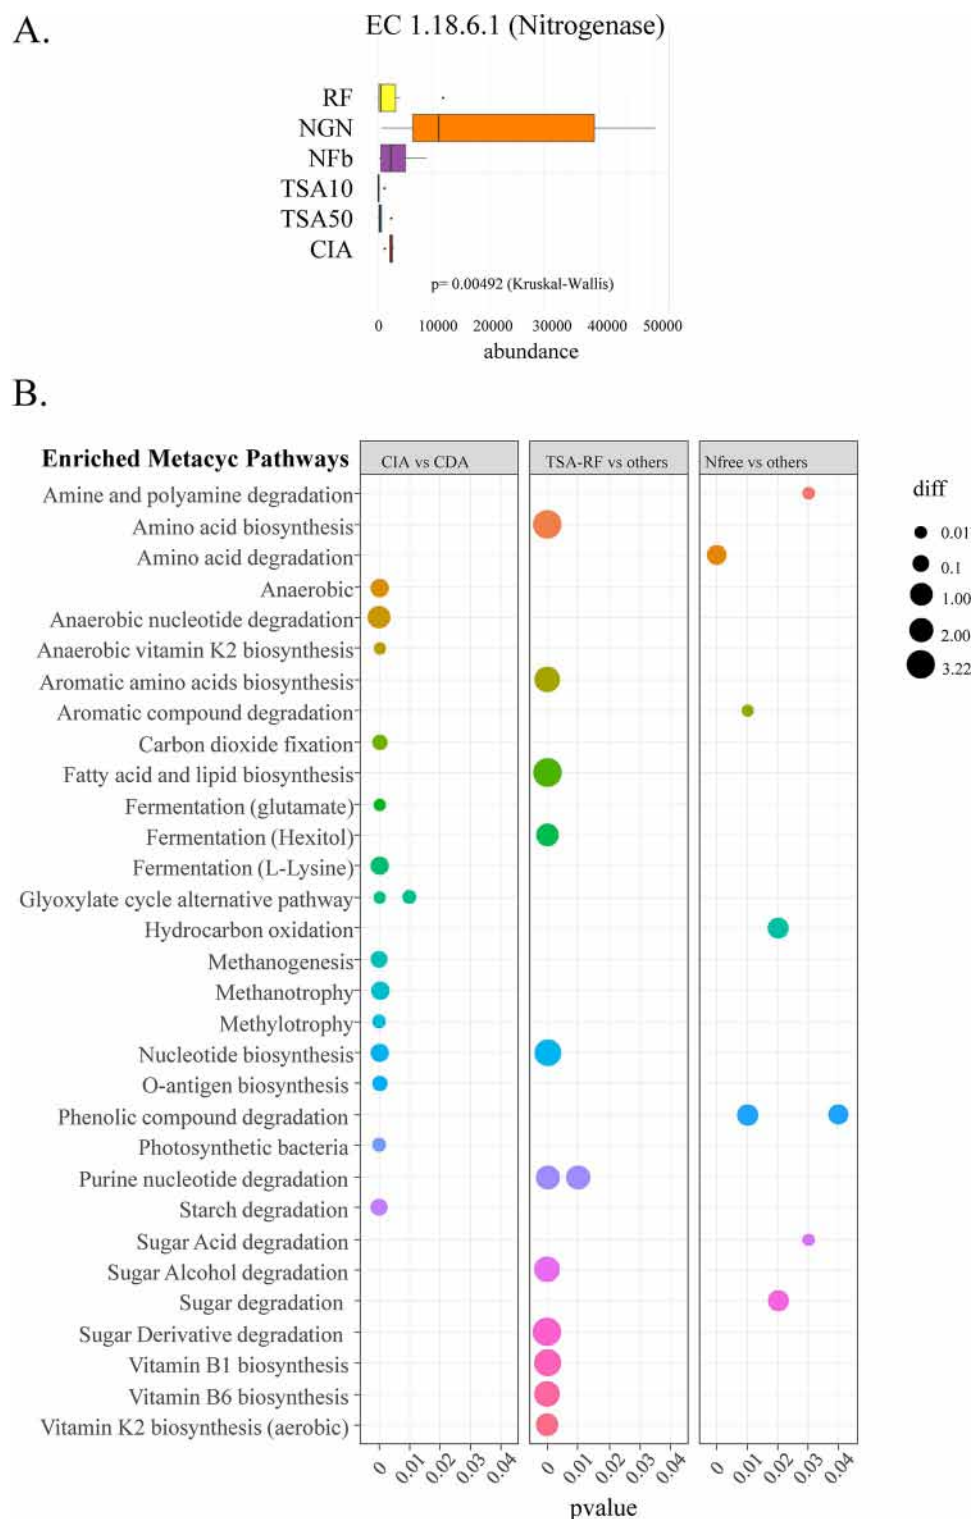 A.
EC 1.18.6.1 (Nitrogenase)
RF
NGN
NFb
TSA10
TSA50
CIA
p= 0.00492 (Kruskal-Wallis)
0 10000 20000 30000 40000 50000
abundance
B.
Enriched Metacyc Pathways
CIA vs CDA
TSA-RF vs others
Nfree vs others
Amine and polyamine degradation
Amino acid biosynthesis
Amino acid degradation
Anaerobic
Anaerobic nucleotide degradation
Anaerobic vitamin K2 biosynthesis
Aromatic amino acids biosynthesis
Aromatic compound degradation
Carbon dioxide fixation
Fatty acid and lipid biosynthesis
Fermentation (glutamate)
Fermentation (Hexitol)
Fermentation (L-Lysine)
Glyoxylate cycle alternative pathway
Hydrocarbon oxidation
Methanogenesis
Methanotrophy
Methylotrophy
Nucleotide biosynthesis
O-antigen biosynthesis
Phenolic compound degradation
Photosynthetic bacteria
Purine nucleotide degradation
Starch degradation
Sugar Acid degradation
Sugar Alcohol degradation
Sugar degradation
Sugar Derivative degradation
Vitamin B1 biosynthesis
Vitamin B6 biosynthesis
Vitamin K2 biosynthesis (aerobic)
diff
0.01
0.1
1.00
2.00
3.22
0 0.01 0.02 0.03 0.04
0 0.01 0.02 0.03 0.04
0 0.01 0.02 0.03 0.04
pvalue